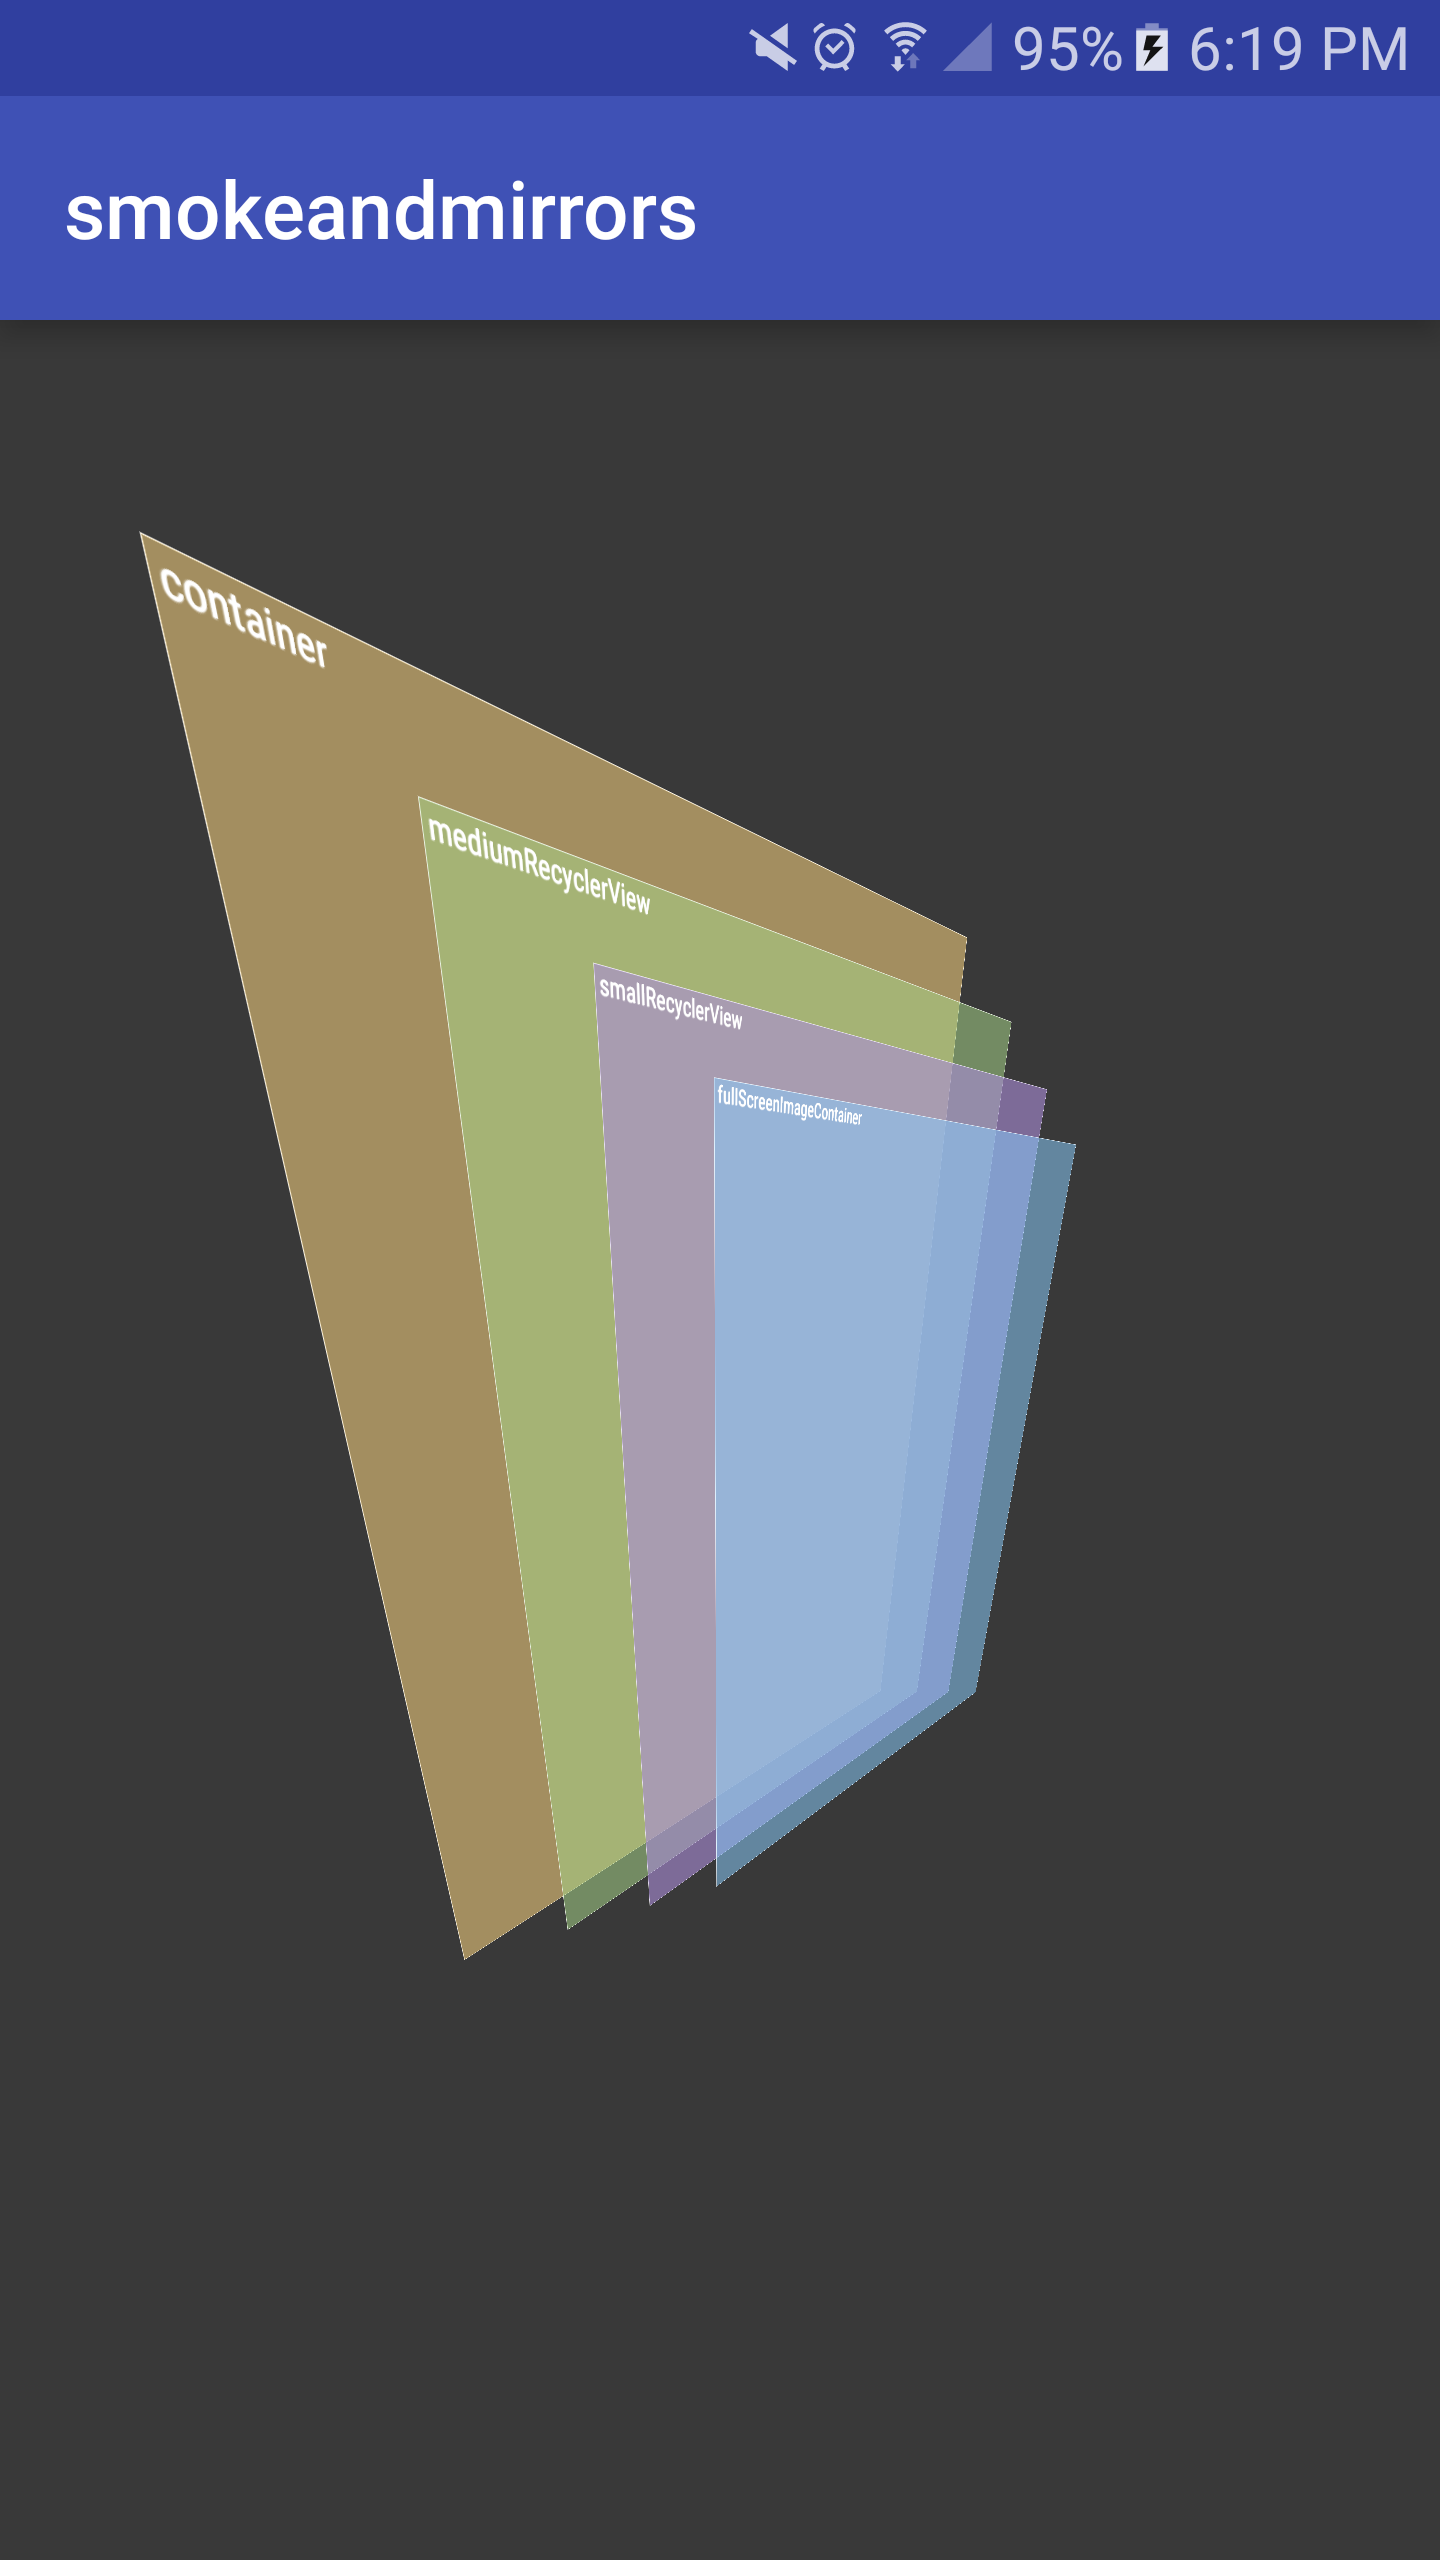 95% 6:19 PM
smokeandmirrors
container
mediumRecyclerView
smallRecyclerView
fullScreenImageContainer